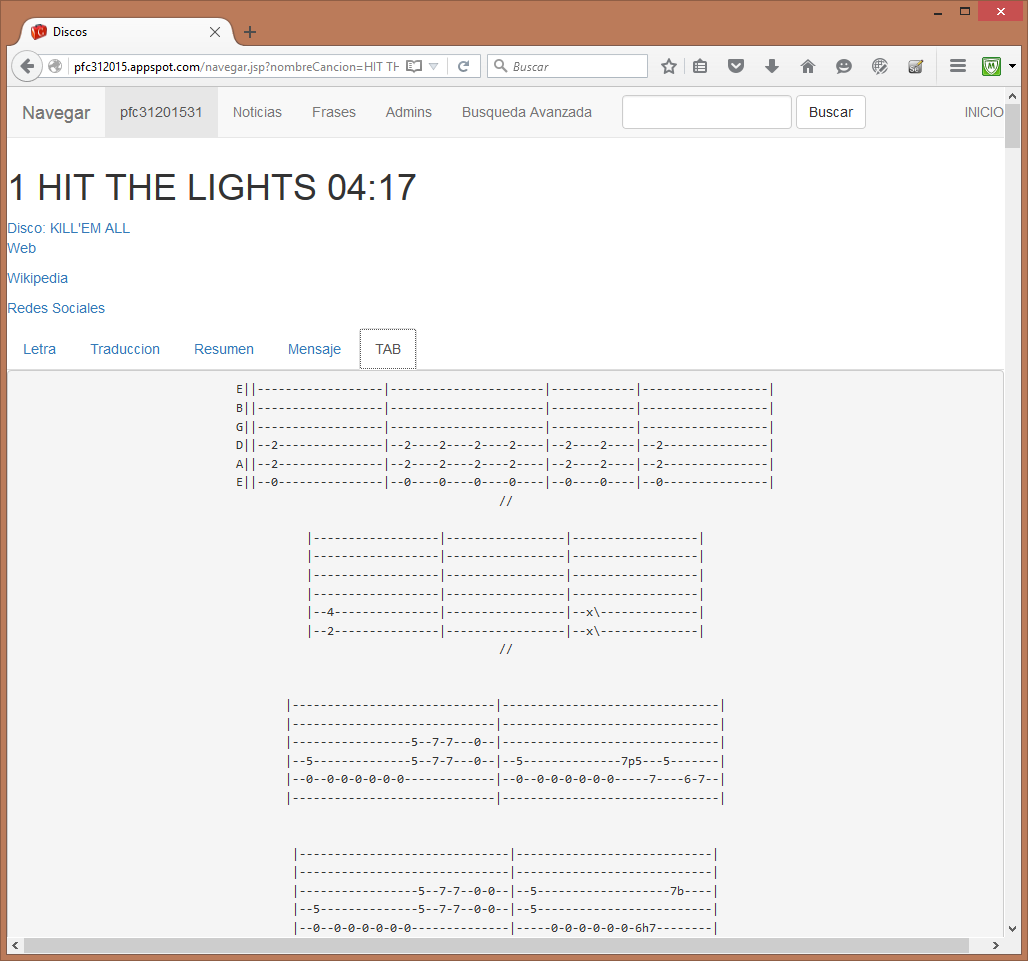 Discos
pfc312015.appspot.com/navegar.jsp?nombreCancion=HIT TH
Buscar
Navegar pfc31201531 Noticias Frases Admins Busqueda Avanzada Buscar INICIO
1 HIT THE LIGHTS 04:17
Disco: KILL'EM ALL
Web
Wikipedia
Redes Sociales
Letra Traduccion Resumen Mensaje TAB
E||------------------|----------------------|------------|------------------|
B||------------------|----------------------|------------|------------------|
G||------------------|----------------------|------------|------------------|
D||--2---------------|--2----2----2----2----|--2----2----|--2---------------|
A||--2---------------|--2----2----2----2----|--2----2----|--2---------------|
E||--0---------------|--0----0----0----0----|--0----0----|--0---------------|
//
|------------------|-----------------|------------------|
|------------------|-----------------|------------------|
|------------------|-----------------|------------------|
|------------------|-----------------|------------------|
|--4---------------|-----------------|--x\--------------|
|--2---------------|-----------------|--x\--------------|
//
|-----------------------------|-------------------------------|
|-----------------------------|-------------------------------|
|-----------------5--7-7---0--|-------------------------------|
|--5--------------5--7-7---0--|--5--------------7p5---5-------|
|--0--0-0-0-0-0-0-------------|--0--0-0-0-0-0-0-----7----6-7--|
|-----------------------------|-------------------------------|
|------------------------------|----------------------------|
|------------------------------|----------------------------|
|-----------------5--7-7--0-0--|--5-------------------7b----|
|--5--------------5--7-7--0-0--|--5-------------------------|
|--0--0-0-0-0-0-0--------------|-----0-0-0-0-0-0-6h7--------|